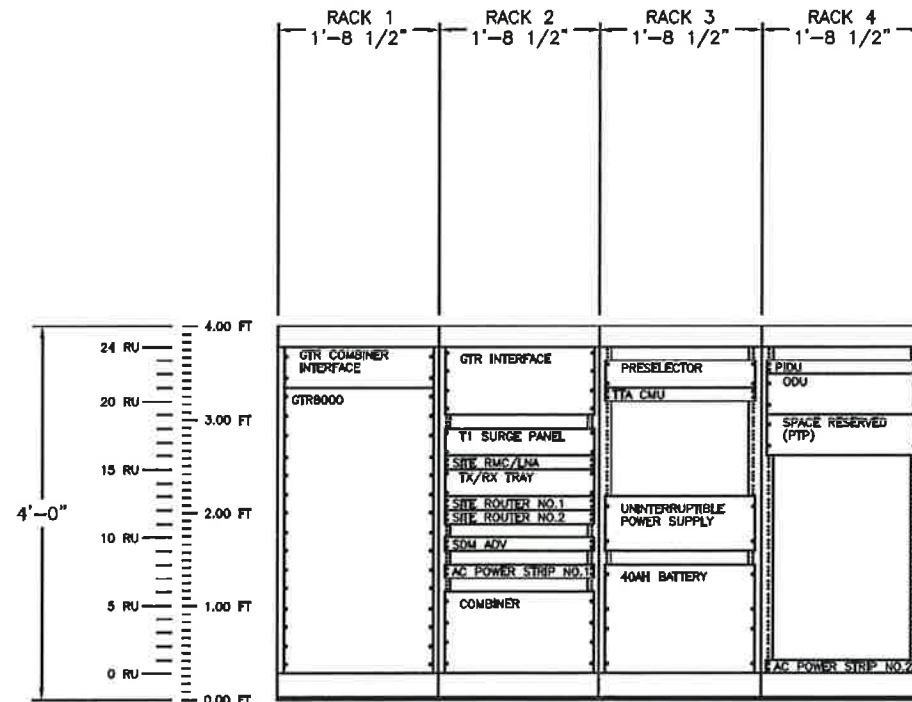 RACK 1
1'-8 1/2"
RACK 2
1'-8 1/2"
RACK 3
1'-8 1/2"
RACK 4
1'-8 1/2"
4'-0"
24 RU
20 RU
15 RU
10 RU
5 RU
0 RU
4.00 FT
3.00 FT
2.00 FT
1.00 FT
0.00 FT
GTR COMBINER
INTERFACE
GTR8000
GTR INTERFACE
T1 SURGE PANEL
SITE RMC/LNA
TX/RX TRAY
SITE ROUTER NO.1
SITE ROUTER NO.2
SDM ADV
AC POWER STRIP NO.1
COMBINER
PRESELECTOR
TTA CMU
UNINTERRUPTIBLE
POWER SUPPLY
40AH BATTERY
PIDU
ODU
SPACE RESERVED
(PTP)
AC POWER STRIP NO.2